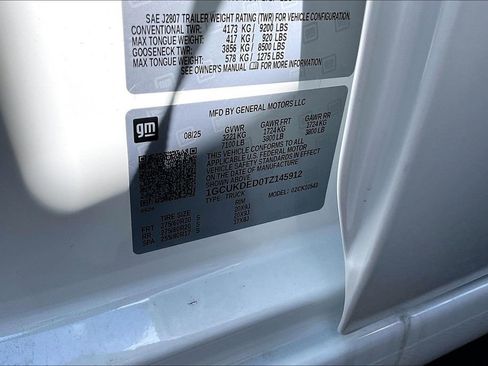 SAE J2807 TRAILER WEIGHT RATING (TWR) FOR VEHICLE CONFIGURATION.
CONVENTIONAL TWR: 4173 KG / 9200 LBS
MAX TONGUE WEIGHT: 417 KG / 920 LBS
GOOSENECK TWR: 3856 KG / 8500 LBS
MAX TONGUE WEIGHT: 578 KG / 1275 LBS
SEE OWNER'S MANUAL FOR MORE INFORMATION
gm
MFD BY GENERAL MOTORS LLC
08/25 GVWR GAWR FRT GAWR RR
3221KG 1724 KG 1724 KG
7100 LB 3800 LB 3800 LB
THIS VEHICLE CONFORMS TO ALL
APPLICABLE U.S. FEDERAL MOTOR
VEHICLE SAFETY STANDARDS IN
EFFECT ON THE DATE OF
MANUFACTURE SHOWN ABOVE.
1GCUKDED0TZ145912
TYPE: TRUCK MODEL:
TIRE SIZE RIM
FRT 275/60R20 S 20X9J
RR 275/60R20 S 20X9J
SPA